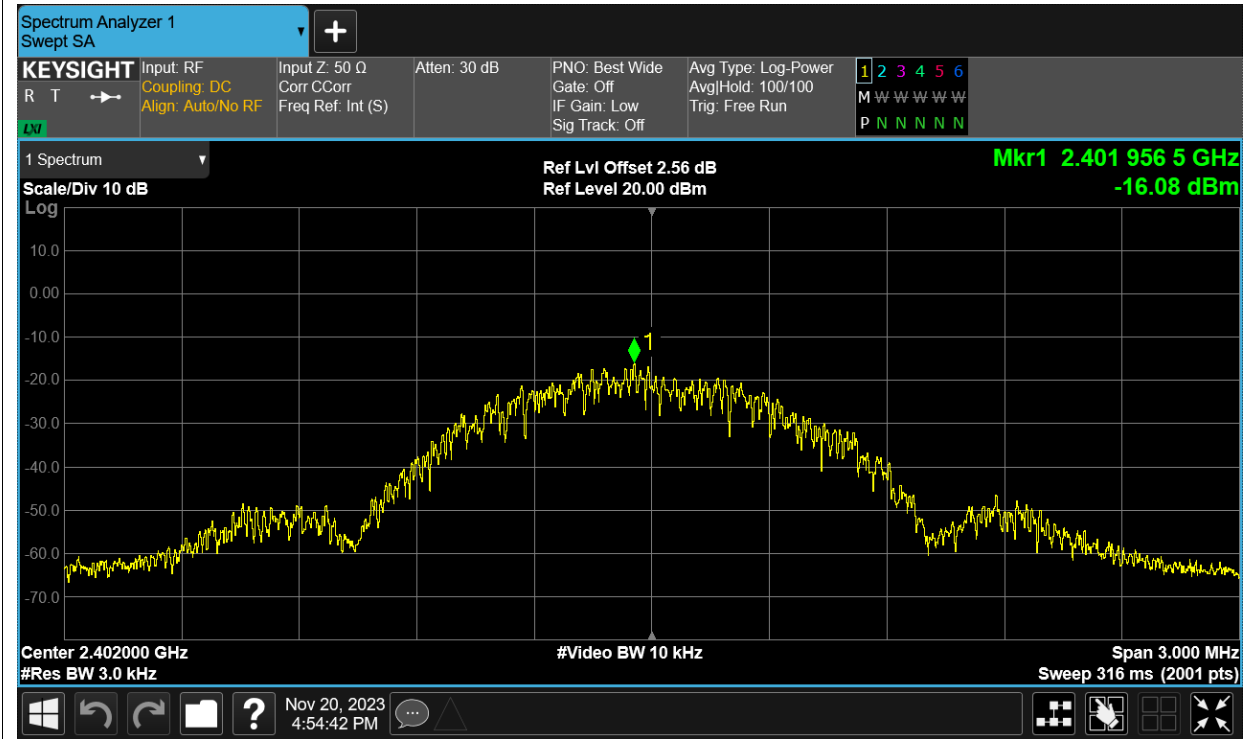 Spectrum Analyzer 1
Swept SA
+
KEYSIGHT
R T
LXI
Input: RF
Coupling: DC
Align: Auto/No RF
Input Z: 50 Ω
Corr CCorr
Freq Ref: Int (S)
Atten: 30 dB
PNO: Best Wide
Gate: Off
IF Gain: Low
Sig Track: Off
Avg Type: Log-Power
Avg|Hold: 100/100
Trig: Free Run
1 2 3 4 5 6
M W W W W W
P N N N N N
1 Spectrum
Scale/Div 10 dB
Log
Ref Lvl Offset 2.56 dB
Ref Level 20.00 dBm
Mkr1 2.401 956 5 GHz
-16.08 dBm
10.0
0.00
-10.0
1
-20.0
-30.0
-40.0
-50.0
-60.0
-70.0
Center 2.402000 GHz
#Res BW 3.0 kHz
#Video BW 10 kHz
Span 3.000 MHz
Sweep 316 ms (2001 pts)
?
Nov 20, 2023
4:54:42 PM